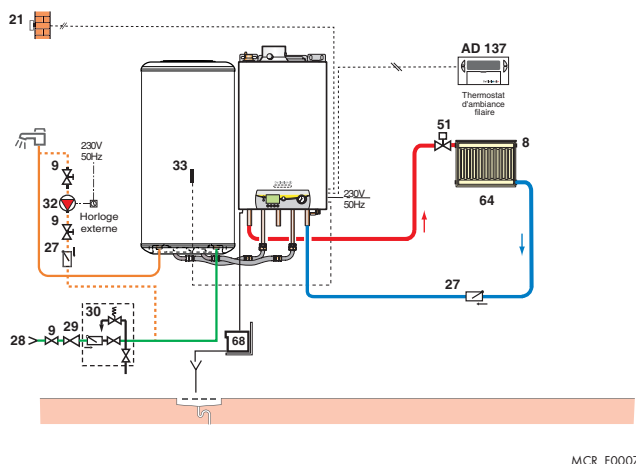 21
AD 137
Thermostat
d'ambiance
filaire
51
8
64
230V
50Hz
33
9
32
Horloge
externe
9
27
230V
50Hz
27
30
28
9
29
68
MCR_F0007